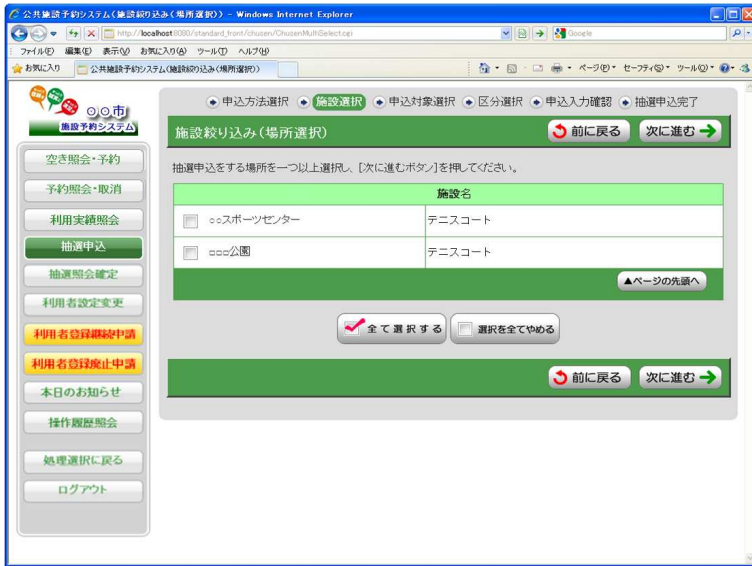 公共施設予約システム(施設絞り込み(場所選択)) - Windows Internet Explorer
http://localhost:8080/standard_front/chusen/ChusenMultiSelect.cgi
Google
ファイル(F) 編集(E) 表示(V) お気に入り(A) ツール(T) ヘルプ(H)
お気に入り 公共施設予約システム(施設絞り込み(場所選択))
ページ(P) セーフティ(S) ツール(O)
○○市
施設予約システム
申込方法選択 施設選択 申込対象選択 区分選択 申込入力確認 抽選申込完了
施設絞り込み(場所選択) 前に戻る 次に進む
抽選申込をする場所を一つ以上選択し、[次に進むボタン]を押してください。
施設名
○○スポーツセンター テニスコート
□□□公園 テニスコート
▲ページの先頭へ
全て選択する 選択を全てやめる
前に戻る 次に進む
空き照会・予約
予約照会・取消
利用実績照会
抽選申込
抽選照会確定
利用者設定変更
利用者登録継続申請
利用者登録廃止申請
本日のお知らせ
操作履歴照会
処理選択に戻る
ログアウト